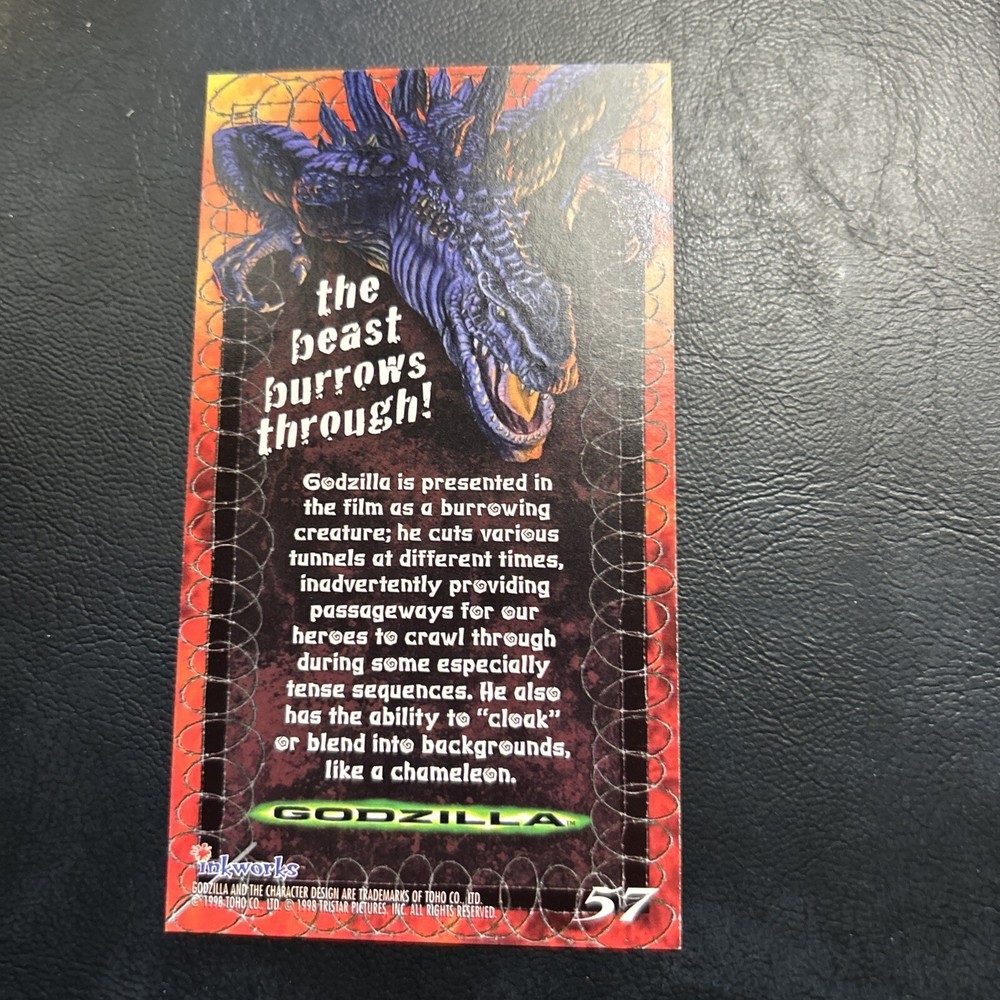 the
beast
burrows
through!
Godzilla is presented in
the film as a burrowing
creature; he cuts various
tunnels at different times,
inadvertently providing
passageways for our
heroes to crawl through
during some especially
tense sequences. He also
has the ability to “cloak”
or blend into backgrounds,
like a chameleon.
GODZILLA™
inkworks
GODZILLA AND THE CHARACTER DESIGN ARE TRADEMARKS OF TOHO CO., LTD.
© 1998 TOHO CO., LTD. © 1998 TRISTAR PICTURES, INC. ALL RIGHTS RESERVED.
57